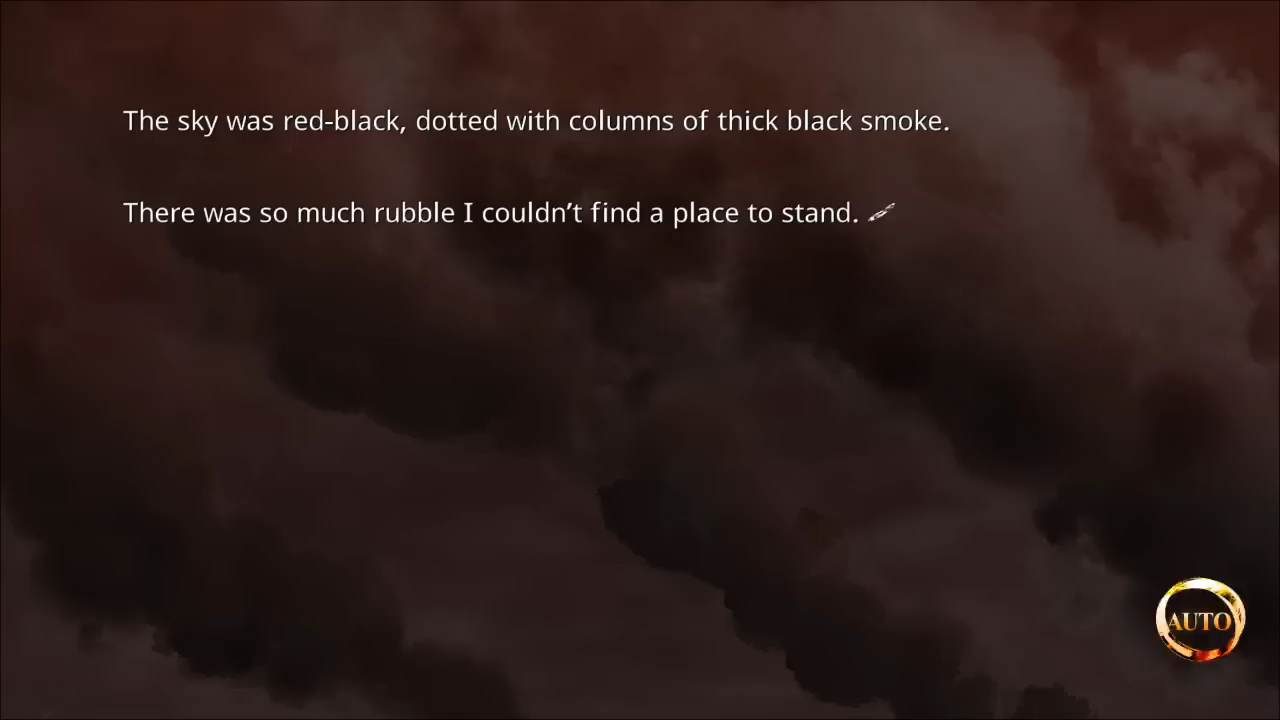 The sky was red-black, dotted with columns of thick black smoke.
There was so much rubble I couldn’t find a place to stand.
AUTO